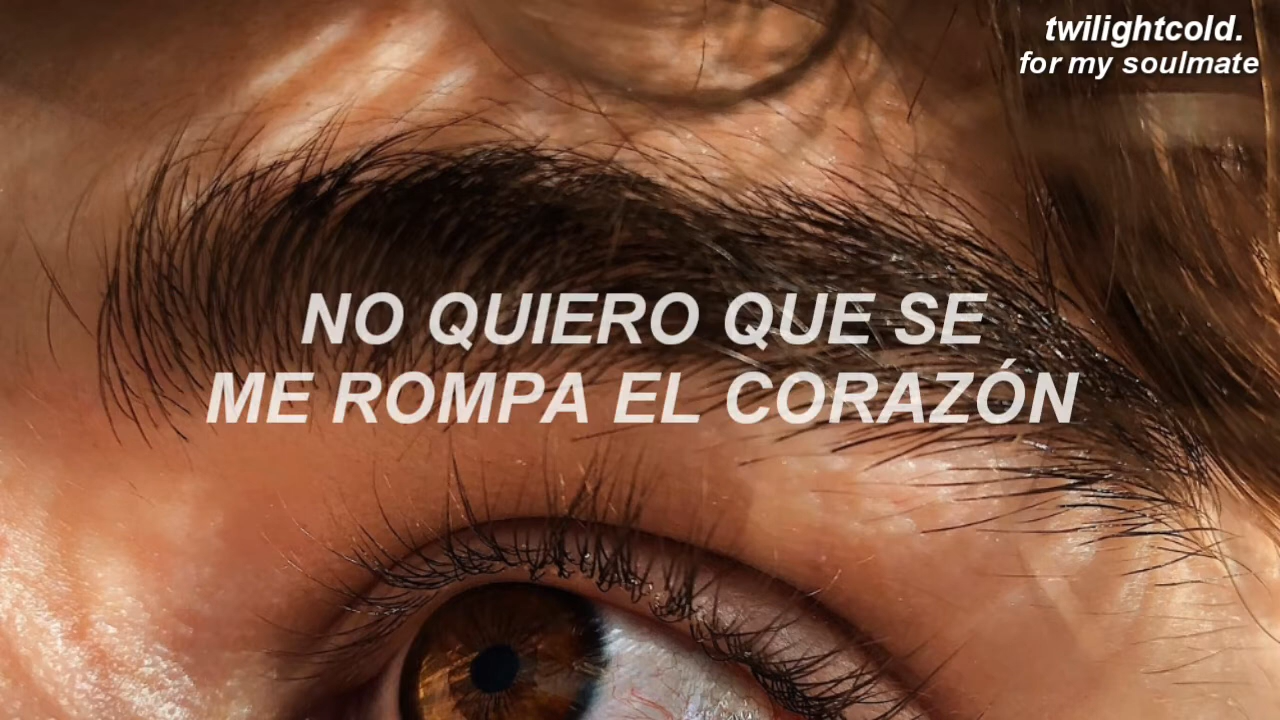 twilightcold.
for my soulmate
NO QUIERO QUE SE
ME ROMPA EL CORAZÓN